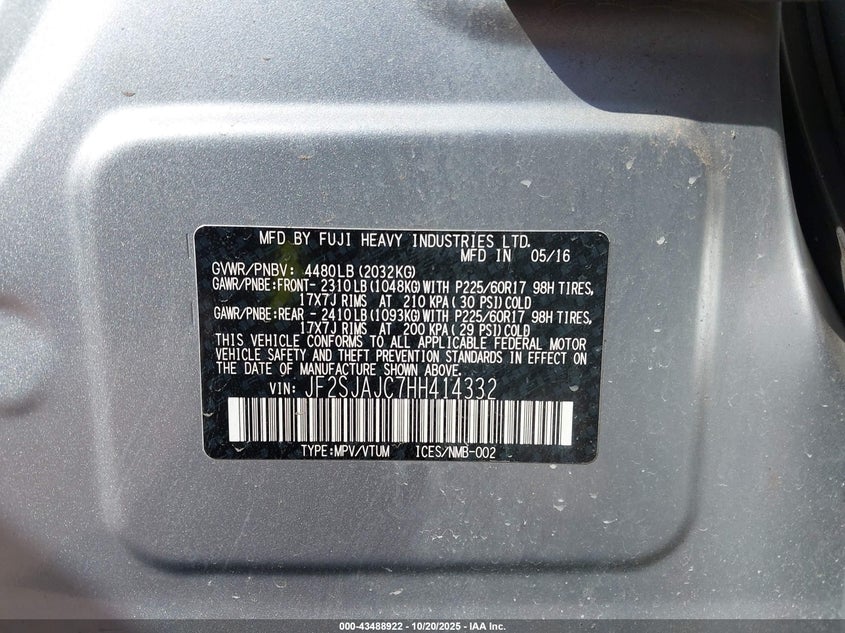 MFD BY FUJI HEAVY INDUSTRIES LTD.
MFD IN 05/16
GVWR/PNBV: 4480LB(2032KG)
GAWR/PNBE:FRONT- 2310LB(1048KG)WITH P225/60R17 98H TIRES,
17X7J RIMS AT 210 KPA( 30 PSI)COLD
GAWR/PNBE:REAR - 2410LB(1093KG)WITH P225/60R17 98H TIRES,
17X7J RIMS AT 200 KPA(29 PSI)COLD
THIS VEHICLE CONFORMS TO ALL APPLICABLE FEDERAL MOTOR
VEHICLE SAFETY AND THEFT PREVENTION STANDARDS IN EFFECT ON
THE DATE OF MANUFACTURE SHOWN ABOVE.
VIN: JF2SJAJC7HH414332
TYPE:MPV/VTUM ICES/NMB-002
000-43488922 - 10/20/2025 - IAA Inc.